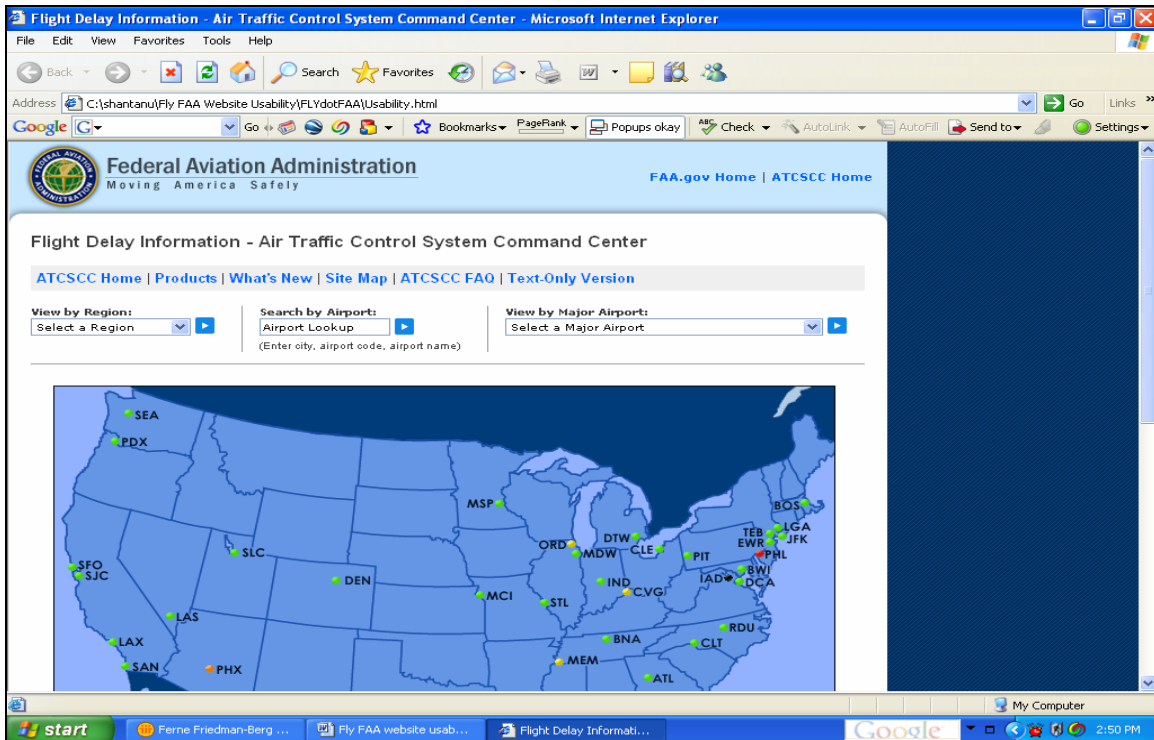 Flight Delay Information - Air Traffic Control System Command Center - Microsoft Internet Explorer
File Edit View Favorites Tools Help
Back Search Favorites
Address C:\shantanu\Fly FAA Website Usability\FLYdotFAA\Usability.html Go Links »
Google G Go Bookmarks PageRank Popups okay ABC Check AutoLink AutoFill Send to Settings
Federal Aviation Administration
Moving America Safely
FAA.gov Home | ATCSCC Home
Flight Delay Information - Air Traffic Control System Command Center
ATCSCC Home | Products | What's New | Site Map | ATCSCC FAQ | Text-Only Version
View by Region: Search by Airport: View by Major Airport:
Select a Region Airport Lookup Select a Major Airport
(Enter city, airport code, airport name)
SEA
PDX
MSP
BOS
LGA
TEB
JFK
EWR
DTW
ORD
MDW
CLE
PIT
PHL
SLC
SFO
SJC
DEN
IND
CVG
IAD
BWI
DCA
MCI
STL
LAS
RDU
BNA
CLT
LAX
SAN
PHX
MEM
ATL
My Computer
start Ferne Friedman-Berg ... Fly FAA website usab... Flight Delay Informati... Google 2:50 PM